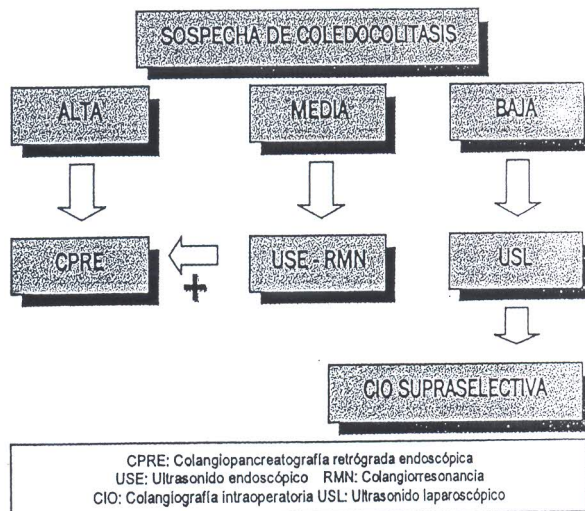 SOSPECHA DE COLEDOCOLITASIS
ALTA MEDIA BAJA
CPRE + USE - RMN USL
CIO SUPRASELECTIVA
CPRE: Colangiopancreatografía retrógrada endoscópica
USE: Ultrasonido endoscópico RMN: Colangiorresonancia
CIO: Colangiografía intraoperatoria USL: Ultrasonido laparoscópico